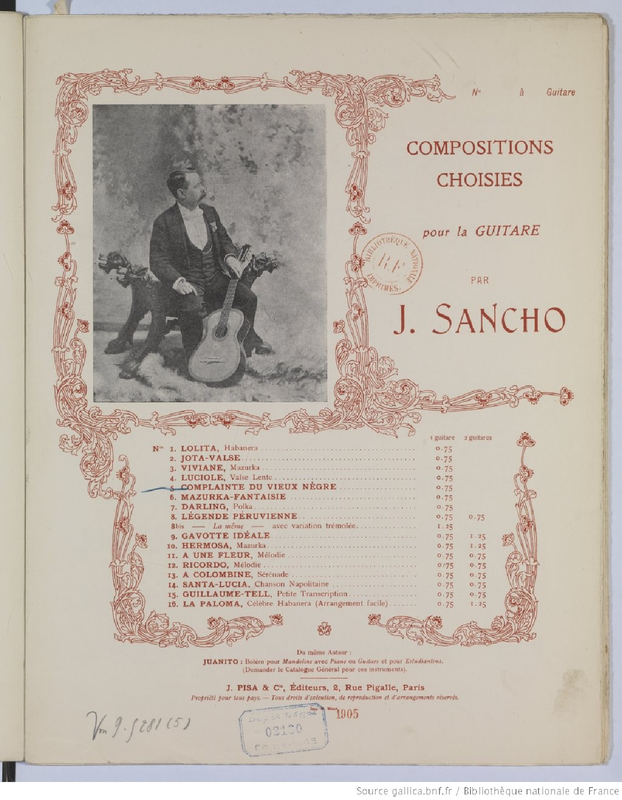 N° à Guitare
COMPOSITIONS
CHOISIES
pour la GUITARE
PAR
J. SANCHO
BIBLIOTHÈQUE NATIONALE
R.F
IMPRIMÉS
1 guitare 2 guitares
Nos 1. LOLITA, Habanera 0.75
2. JOTA-VALSE 0.75
3. VIVIANE, Mazurka 0.75
4. LUCIOLE, Valse Lente 0.75
5. COMPLAINTE DU VIEUX NÈGRE 0.75
6. MAZURKA-FANTAISIE 0.75
7. DARLING, Polka 0.75
8. LÉGENDE PÉRUVIENNE 0.75 0.75
8bis — La même — avec variation trémolée 1.25
9. GAVOTTE IDÉALE 0.75 1.25
10. HERMOSA, Mazurka 0.75 1.25
11. A UNE FLEUR, Mélodie 0.75 0.75
12. RICORDO, Mélodie 0.75 0.75
13. A COLOMBINE, Sérénade 0.75 0.75
14. SANTA-LUCIA, Chanson Napolitaine 0.75 0.75
15. GUILLAUME-TELL, Petite Transcription 0.75 0.75
16. LA PALOMA, Célèbre Habanera (Arrangement facile) 0.75 1.25
Du même Auteur :
JUANITO : Boléro pour Mandoline avec Piano ou Guitare et pour Estudiantina.
(Demander le Catalogue Général pour ces instruments).
J. PISA & Cie, Éditeurs, 2, Rue Pigalle, Paris
Propriété pour tous pays. — Tous droits d'exécution, de reproduction et d'arrangements réservés.
1905
Vm 9. 5281 (5)
Source gallica.bnf.fr / Bibliothèque nationale de France